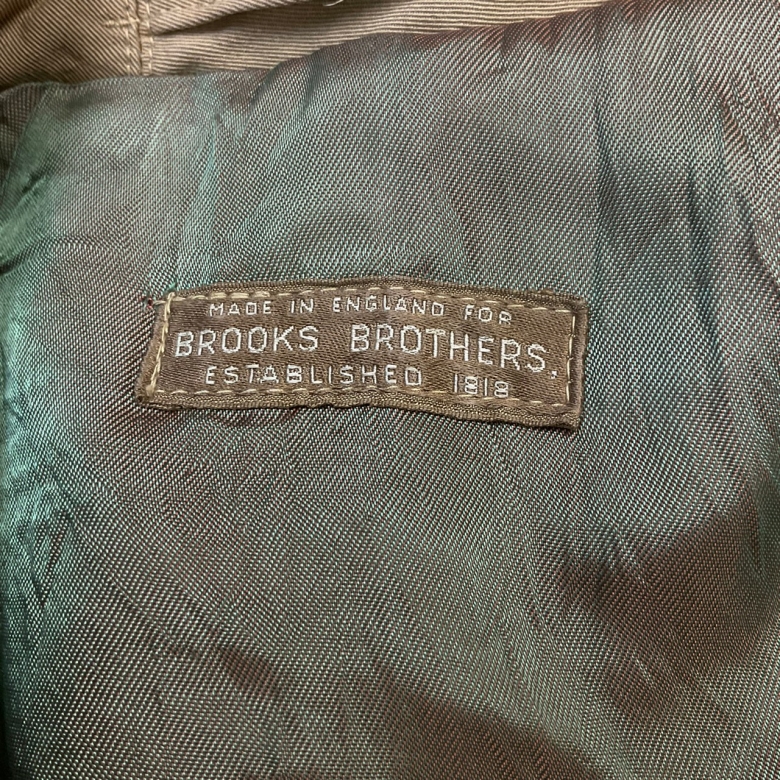 MADE IN ENGLAND FOR
BROOKS BROTHERS.
ESTABLISHED 1818